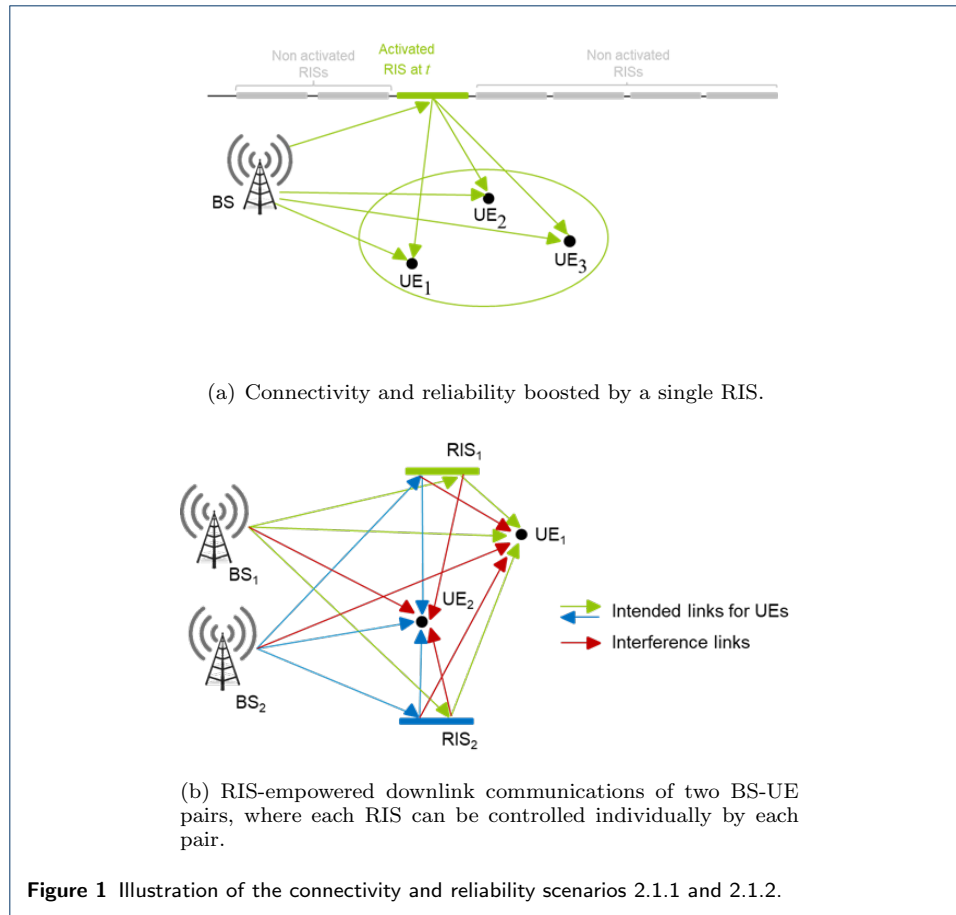 Non activated
RISs
Activated
RIS at t
Non activated
RISs
BS
UE2
UE3
UE1
(a) Connectivity and reliability boosted by a single RIS.
RIS1
BS1
UE1
UE2
Intended links for UEs
Interference links
BS2
RIS2
(b) RIS-empowered downlink communications of two BS-UE
pairs, where each RIS can be controlled individually by each
pair.
Figure 1 Illustration of the connectivity and reliability scenarios 2.1.1 and 2.1.2.